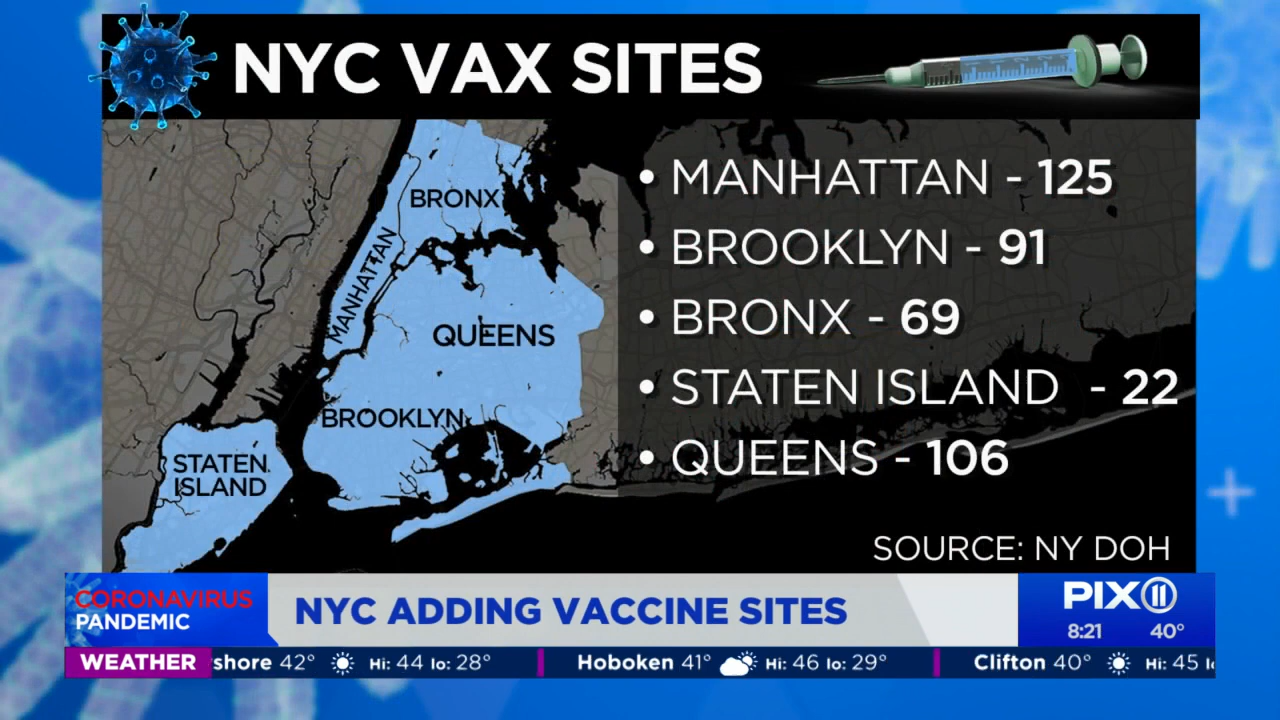 NYC VAX SITES
• MANHATTAN - 125
• BROOKLYN - 91
• BRONX - 69
• STATEN ISLAND - 22
• QUEENS - 106
BRONX
MANHATTAN
QUEENS
BROOKLYN
STATEN
ISLAND
SOURCE: NY DOH
CORONAVIRUS
PANDEMIC
NYC ADDING VACCINE SITES
PIX11
8:21 40°
WEATHER shore 42° Hi: 44 lo: 28° Hoboken 41° Hi: 46 lo: 29° Clifton 40° Hi: 45 l